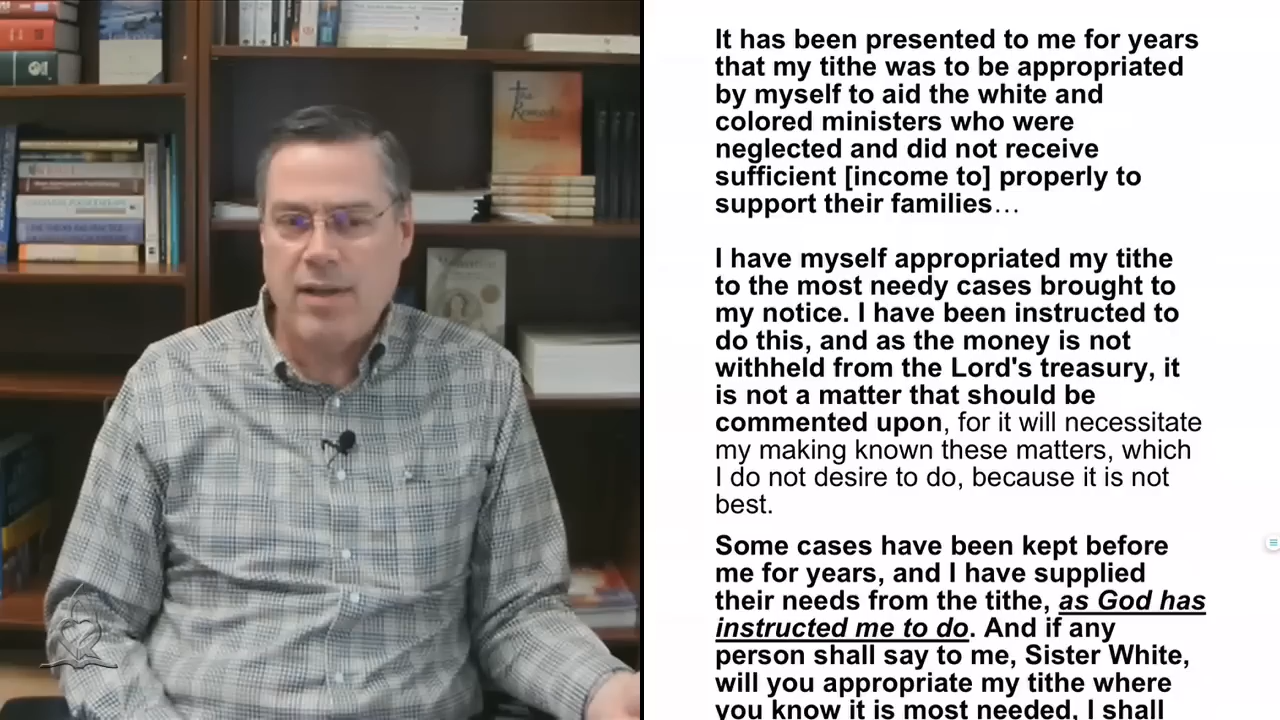 the
Remedy
It has been presented to me for years
that my tithe was to be appropriated
by myself to aid the white and
colored ministers who were
neglected and did not receive
sufficient [income to] properly to
support their families…
I have myself appropriated my tithe
to the most needy cases brought to
my notice. I have been instructed to
do this, and as the money is not
withheld from the Lord's treasury, it
is not a matter that should be
commented upon, for it will necessitate
my making known these matters, which
I do not desire to do, because it is not
best.
Some cases have been kept before
me for years, and I have supplied
their needs from the tithe, as God has
instructed me to do. And if any
person shall say to me, Sister White,
will you appropriate my tithe where
you know it is most needed, I shall